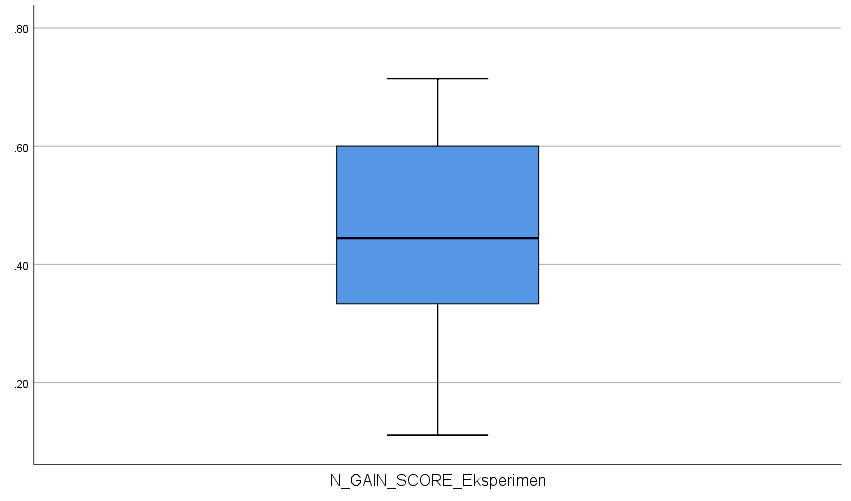 .80
.60
.40
.20
N_GAIN_SCORE_Eksperimen